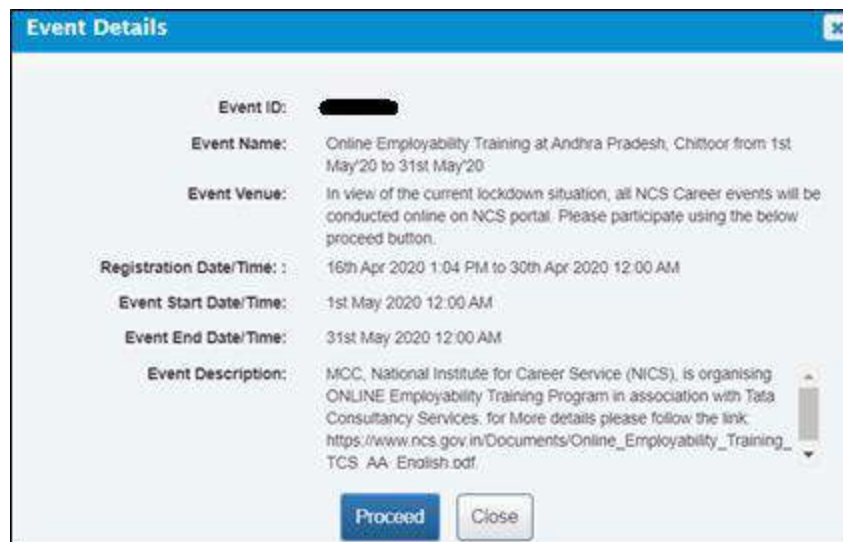 Event Details
Event ID:
Event Name: Online Employability Training at Andhra Pradesh, Chittoor from 1st
May'20 to 31st May'20
Event Venue: In view of the current lockdown situation, all NCS Career events will be
conducted online on NCS portal. Please participate using the below
proceed button.
Registration Date/Time: : 16th Apr 2020 1:04 PM to 30th Apr 2020 12:00 AM
Event Start Date/Time: 1st May 2020 12:00 AM
Event End Date/Time: 31st May 2020 12:00 AM
Event Description: MCC, National Institute for Career Service (NICS), is organising
ONLINE Employability Training Program in association with Tata
Consultancy Services. for More details please follow the link:
https://www.ncs.gov.in/Documents/Online_Employability_Training_
TCS_AA_English.pdf
Proceed Close